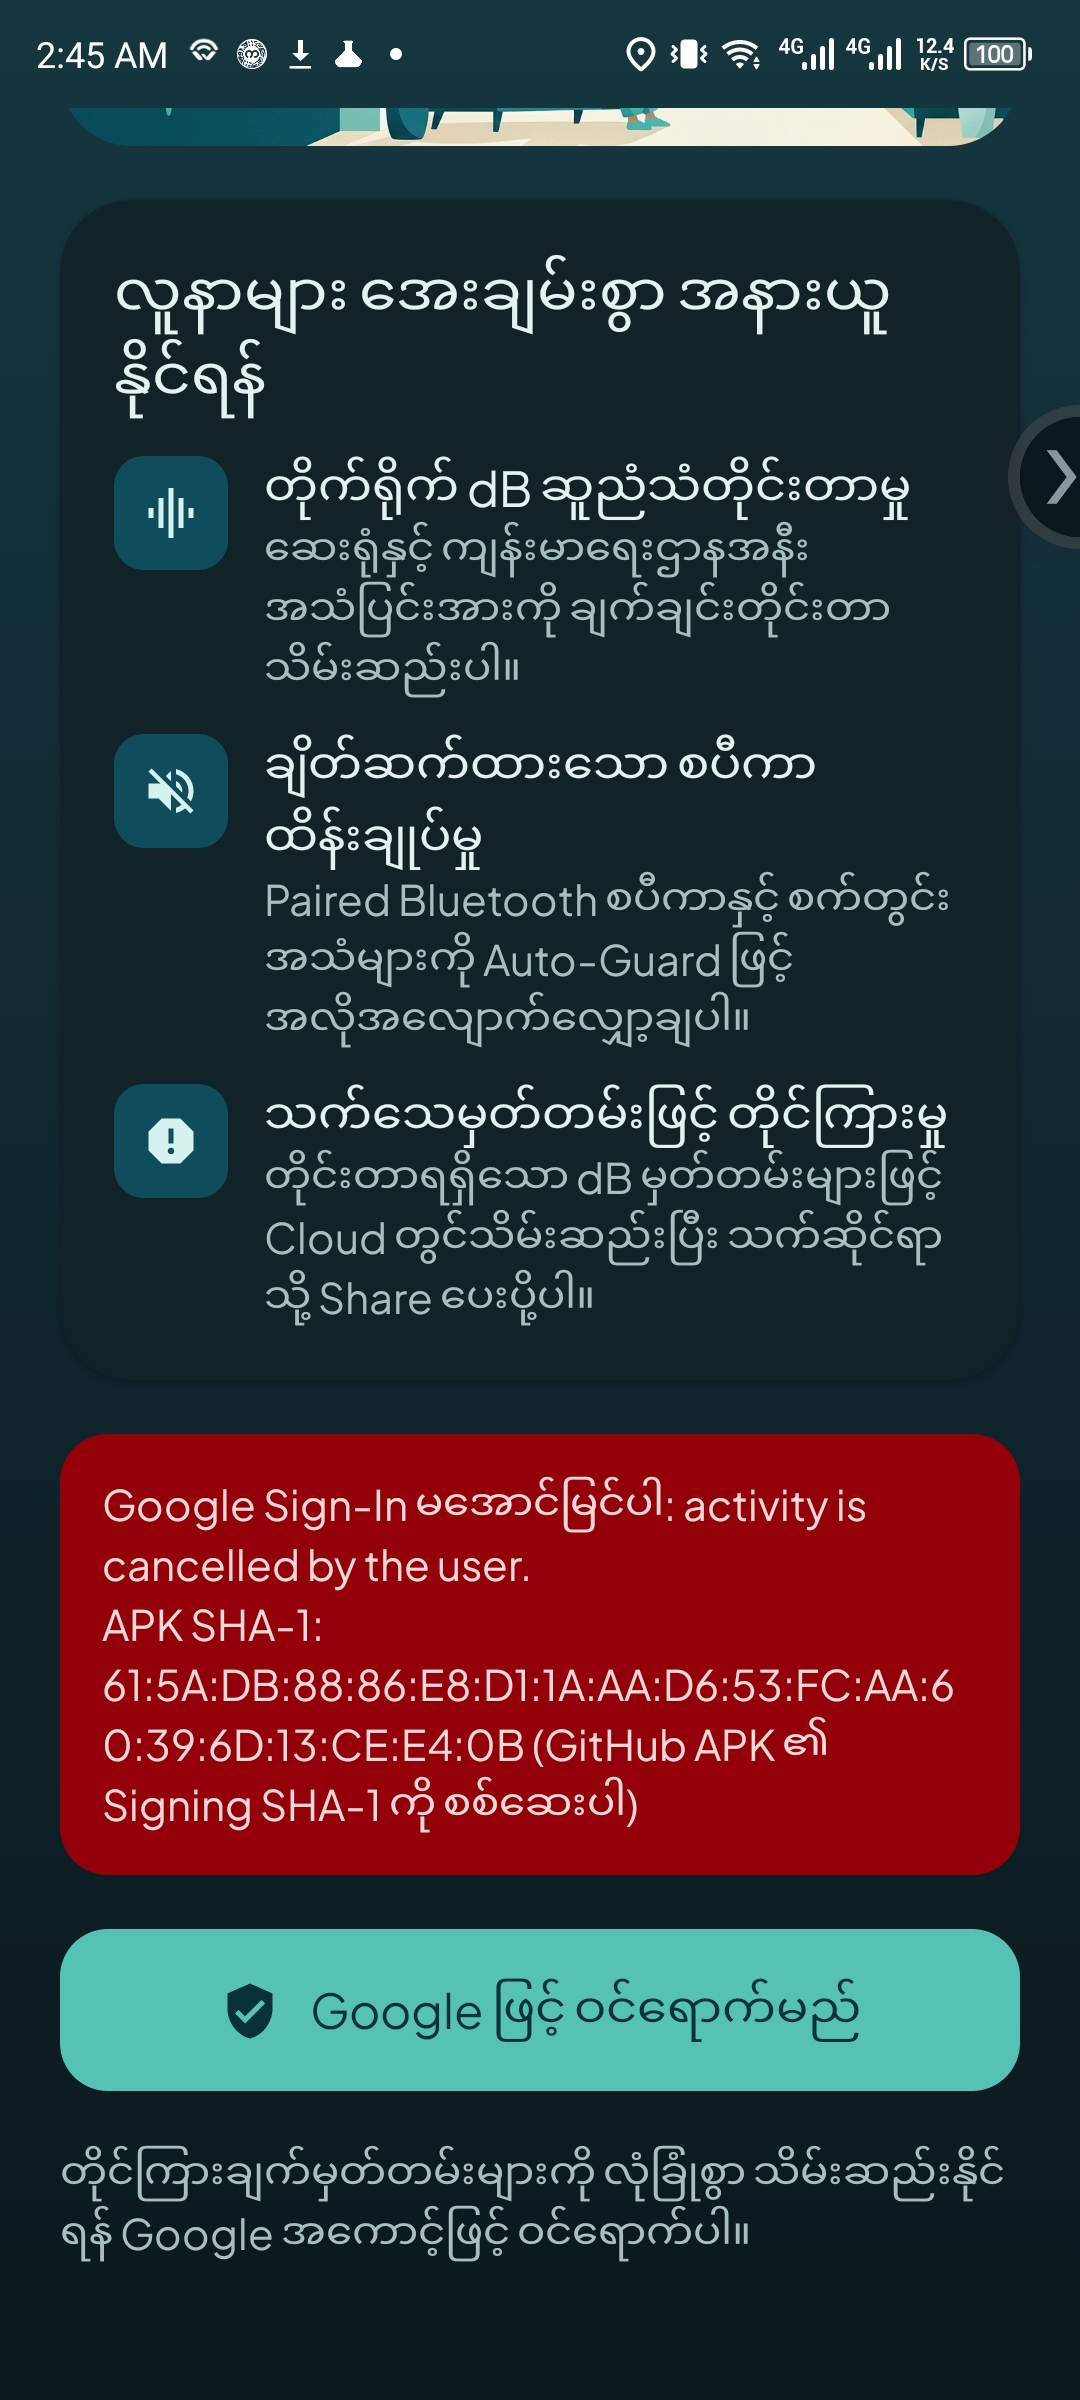 2:45 AM
4G 4G 12.4 K/S 100
လူနာများ အေးချမ်းစွာ အနားယူ
နိုင်ရန်
တိုက်ရိုက် dB ဆူညံသံတိုင်းတာမှု
ဆေးရုံနှင့် ကျန်းမာရေးဌာနအနီး
အသံပြင်းအားကို ချက်ချင်းတိုင်းတာ
သိမ်းဆည်းပါ။
ချိတ်ဆက်ထားသော စပီကာ
ထိန်းချုပ်မှု
Paired Bluetooth စပီကာနှင့် စက်တွင်း
အသံများကို Auto-Guard ဖြင့်
အလိုအလျောက်လျှော့ချပါ။
သက်သေမှတ်တမ်းဖြင့် တိုင်ကြားမှု
တိုင်းတာရရှိသော dB မှတ်တမ်းများဖြင့်
Cloud တွင်သိမ်းဆည်းပြီး သက်ဆိုင်ရာ
သို့ Share ပေးပို့ပါ။
Google Sign-In မအောင်မြင်ပါ: activity is
cancelled by the user.
APK SHA-1:
61:5A:DB:88:86:E8:D1:1A:AA:D6:53:FC:AA:6
0:39:6D:13:CE:E4:0B (GitHub APK ၏
Signing SHA-1 ကို စစ်ဆေးပါ)
Google ဖြင့် ဝင်ရောက်မည်
တိုင်ကြားချက်မှတ်တမ်းများကို လုံခြုံစွာ သိမ်းဆည်းနိုင်
ရန် Google အကောင့်ဖြင့် ဝင်ရောက်ပါ။